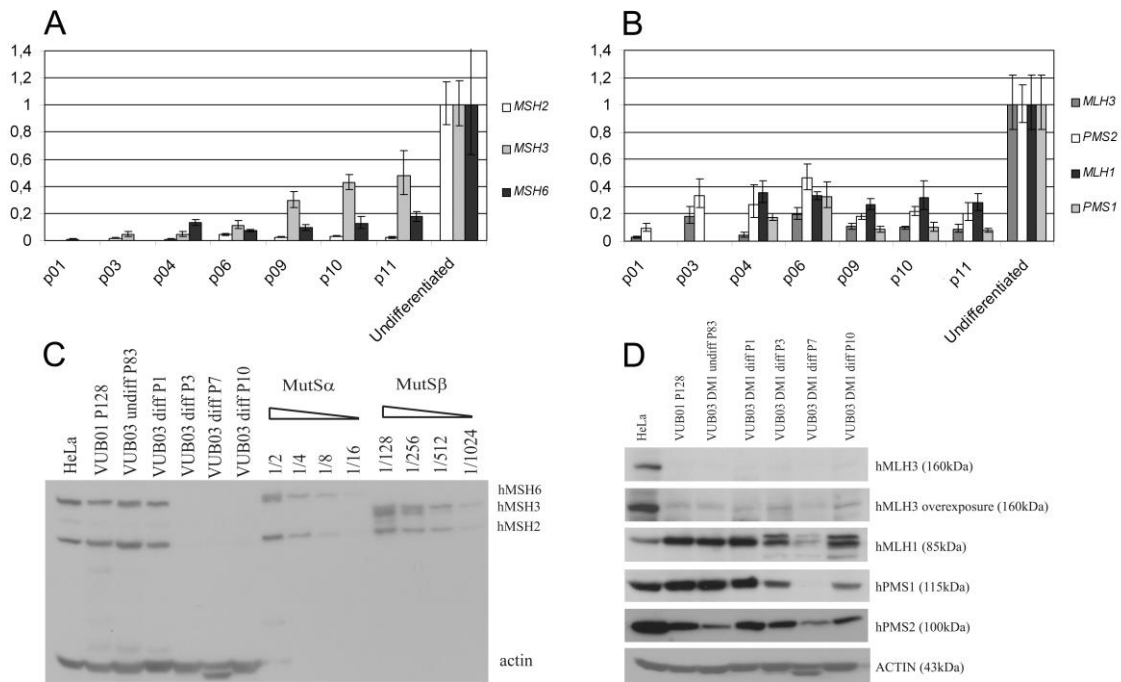 A
1,4
1,2
1
0,8
0,6
0,4
0,2
0
p01
p03
p04
p06
p09
p10
p11
Undifferentiated
MSH2
MSH3
MSH6
B
1,4
1,2
1
0,8
0,6
0,4
0,2
0
p01
p03
p04
p06
p09
p10
p11
Undifferentiated
MLH3
PMS2
MLH1
PMS1
C
HeLa
VUB01 P128
VUB03 undiff P83
VUB03 diff P1
VUB03 diff P3
VUB03 diff P7
VUB03 diff P10
MutSα
1/2
1/4
1/8
1/16
MutSβ
1/128
1/256
1/512
1/1024
hMSH6
hMSH3
hMSH2
actin
D
HeLa
VUB01 P128
VUB03 DM1 undiff P83
VUB03 DM1 diff P1
VUB03 DM1 diff P3
VUB03 DM1 diff P7
VUB03 DM1 diff P10
hMLH3 (160kDa)
hMLH3 overexposure (160kDa)
hMLH1 (85kDa)
hPMS1 (115kDa)
hPMS2 (100kDa)
ACTIN (43kDa)